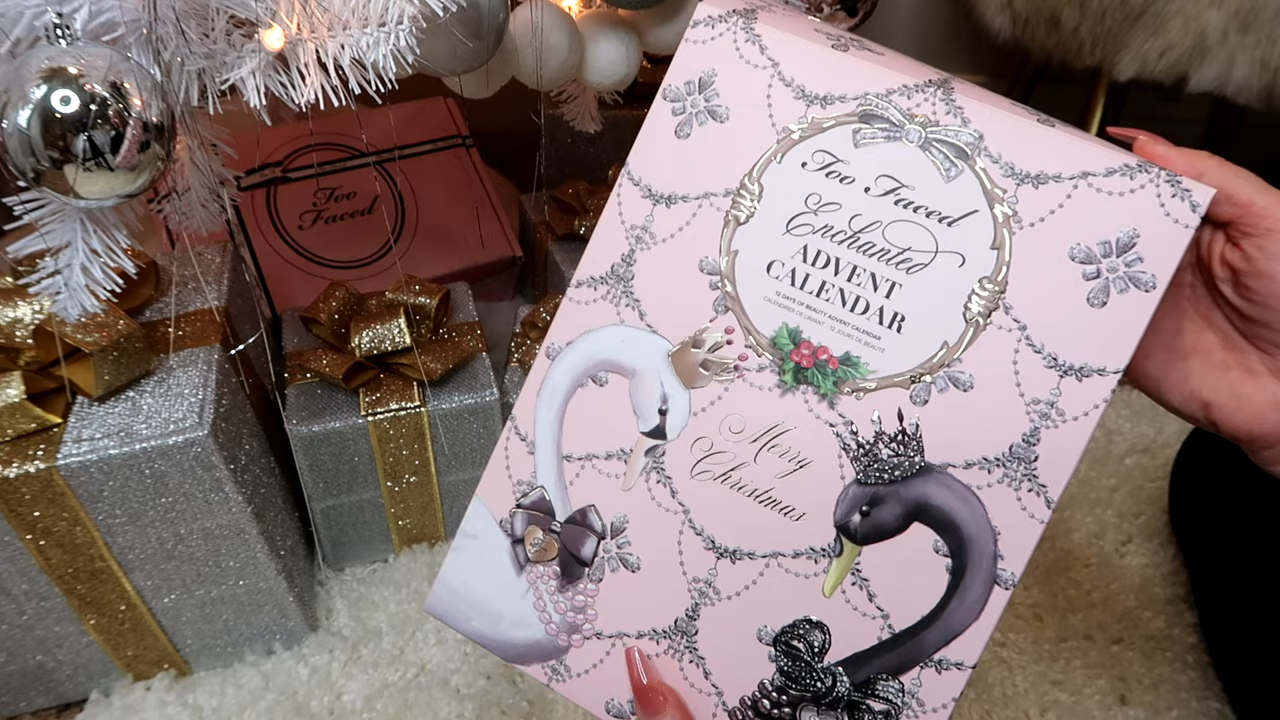 Too
Faced
Too Faced
Enchanted
ADVENT
CALENDAR
12 DAYS OF BEAUTY ADVENT CALENDAR
CALENDRIER DE L'AVANT · 12 JOURS DE BEAUTÉ
Merry
Christmas